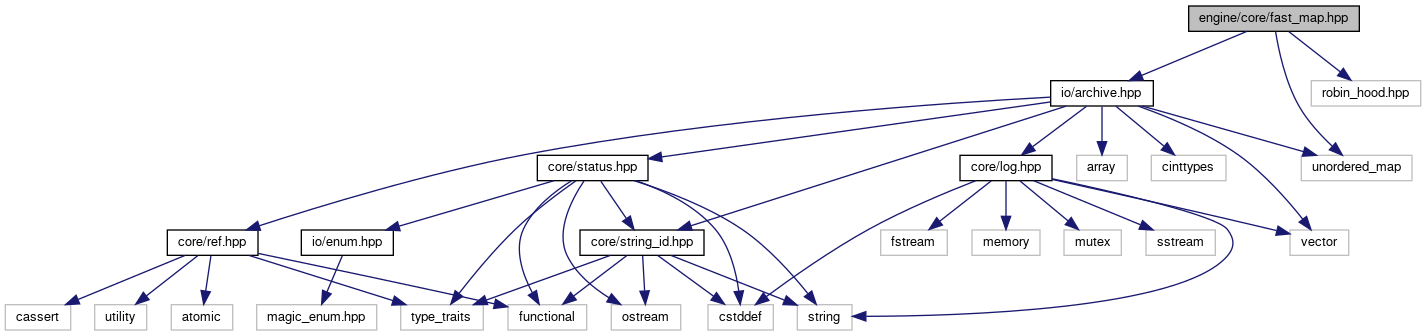 engine/core/fast_map.hpp
io/archive.hpp
robin_hood.hpp
core/status.hpp
core/log.hpp
array
cinttypes
unordered_map
core/ref.hpp
io/enum.hpp
core/string_id.hpp
fstream
memory
mutex
sstream
vector
cassert
utility
atomic
magic_enum.hpp
type_traits
functional
ostream
cstddef
string